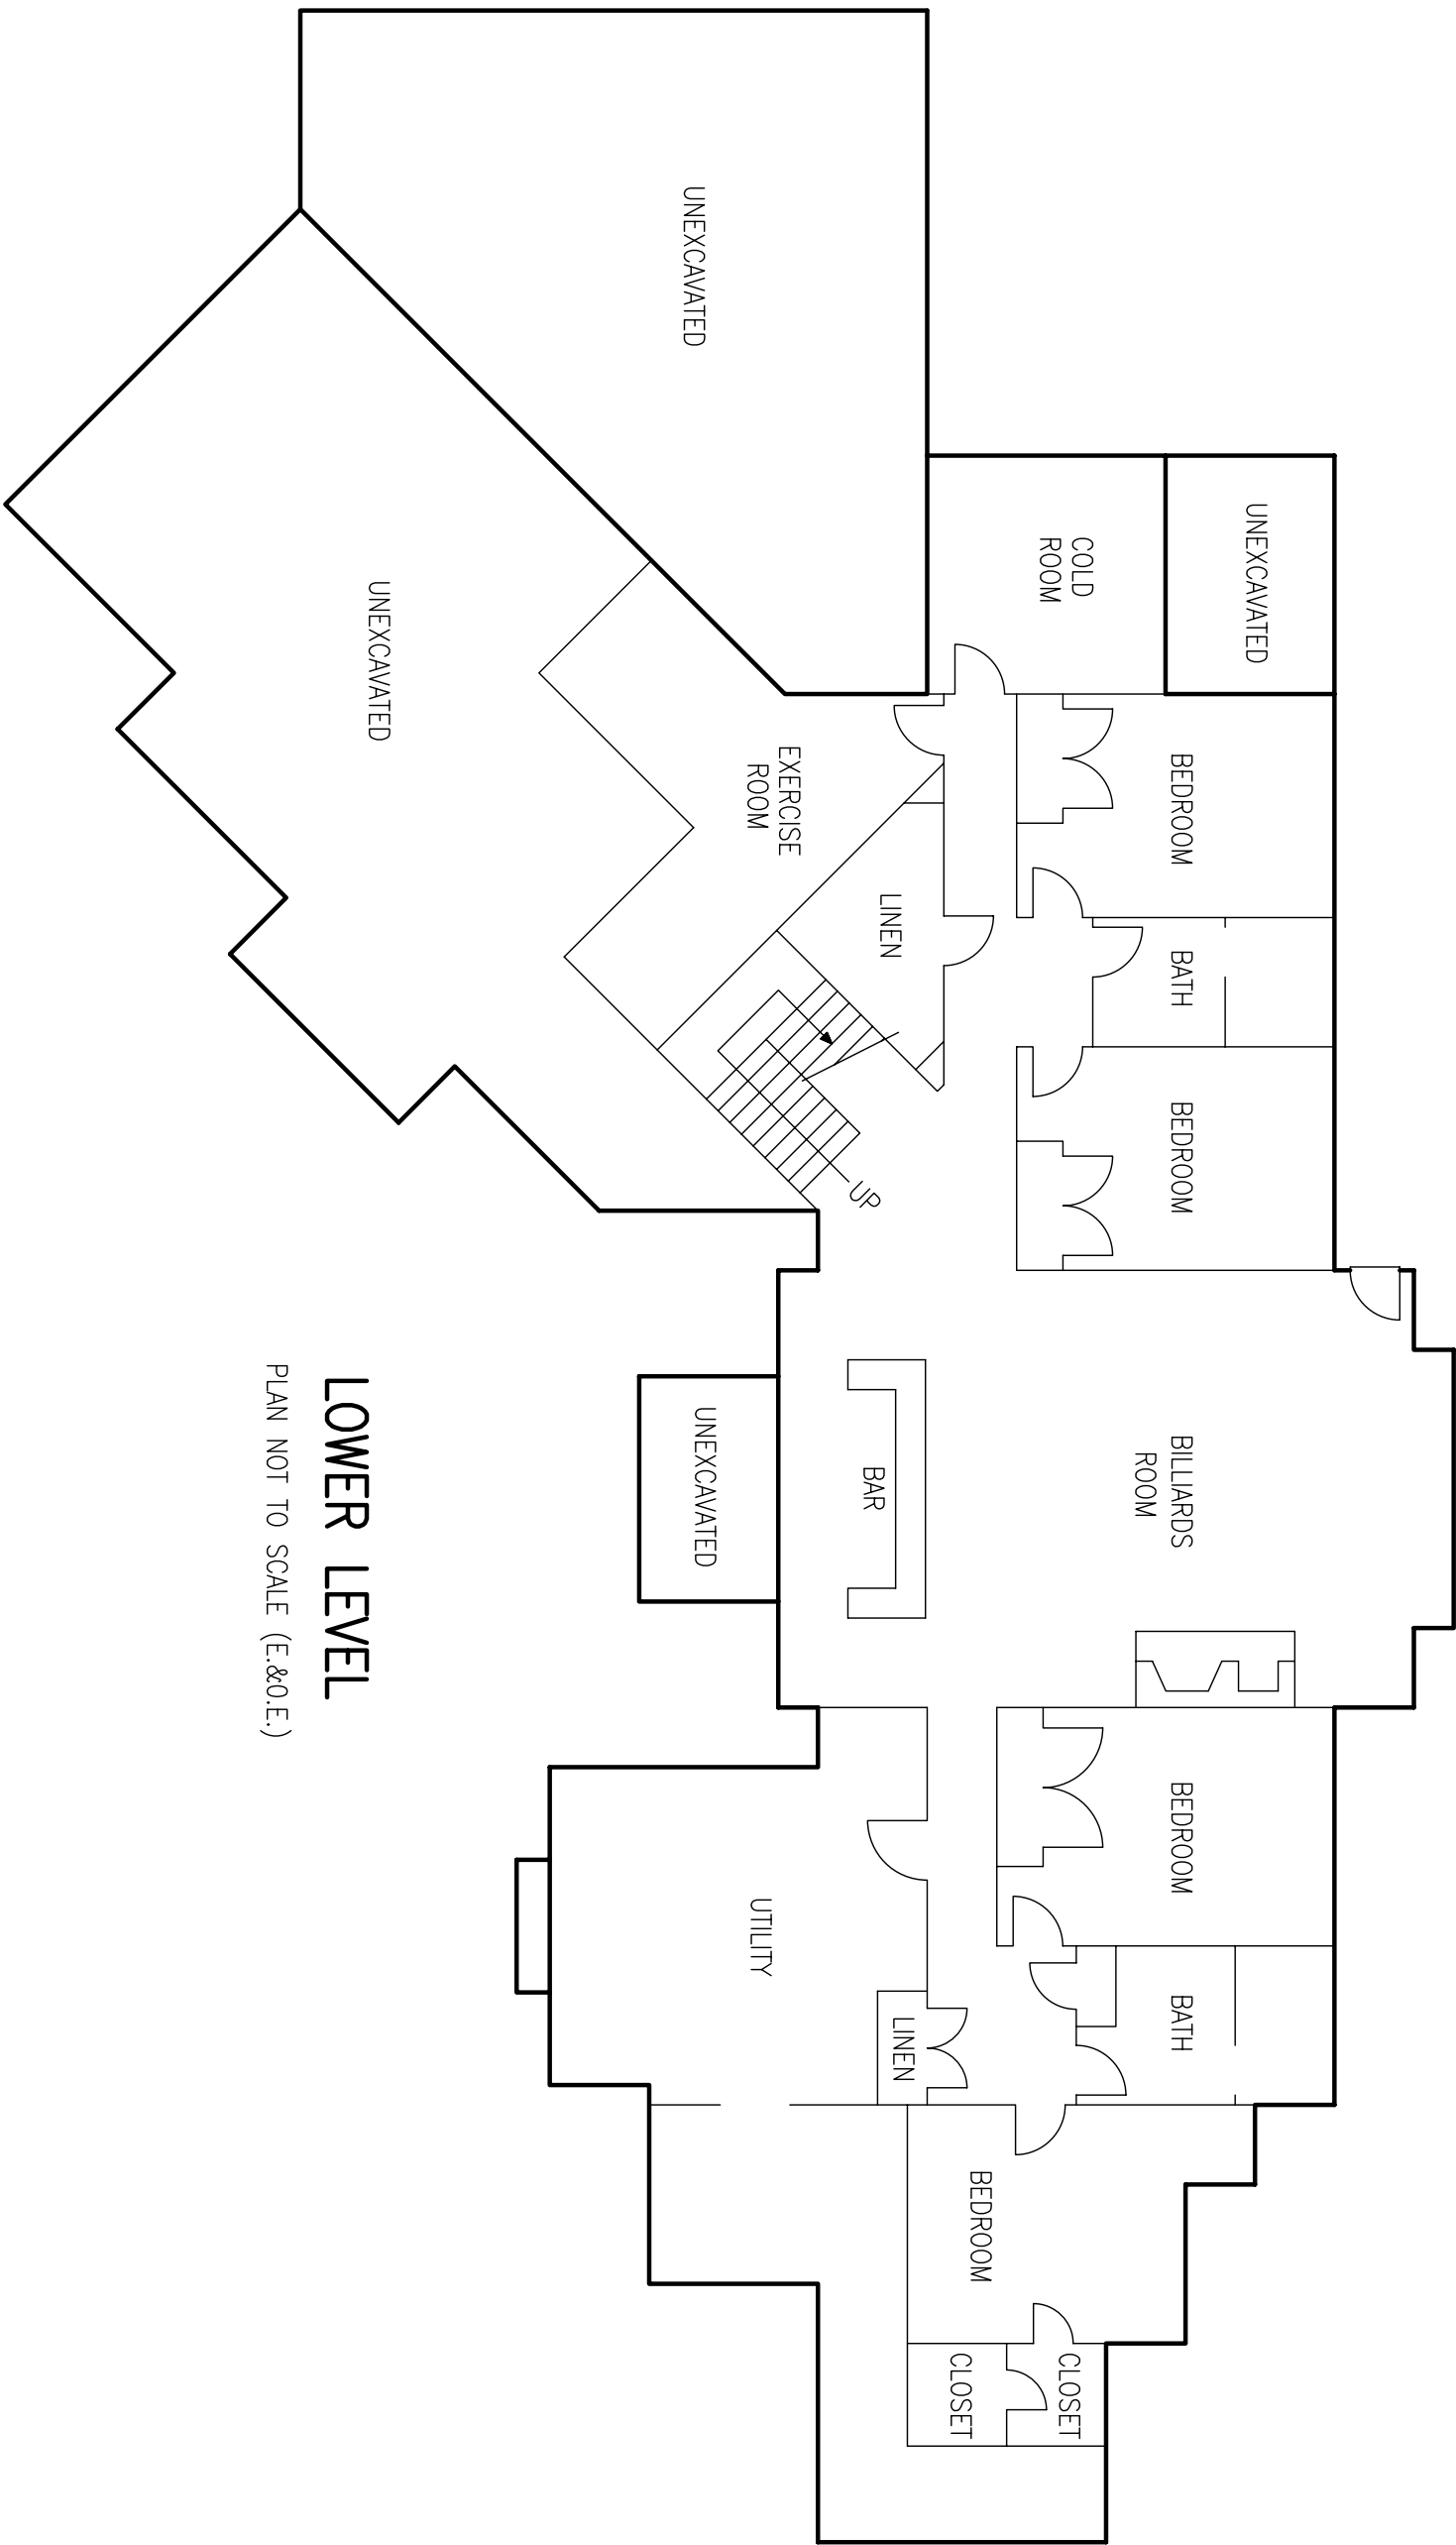 UNEXCAVATED
COLD
ROOM
BEDROOM
BATH
BEDROOM
BILLIARDS
ROOM
BEDROOM
BATH
BEDROOM
CLOSET
CLOSET
UNEXCAVATED
LINEN
UP
BAR
LINEN
EXERCISE
ROOM
UTILITY
UNEXCAVATED
UNEXCAVATED
LOWER LEVEL
PLAN NOT TO SCALE (E.&O.E.)